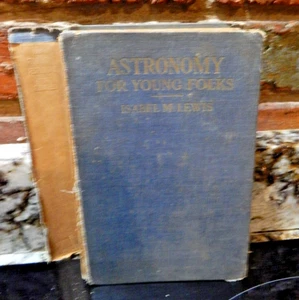 ASTRONOMY
FOR YOUNG FOLKS
ISABEL M. LEWIS